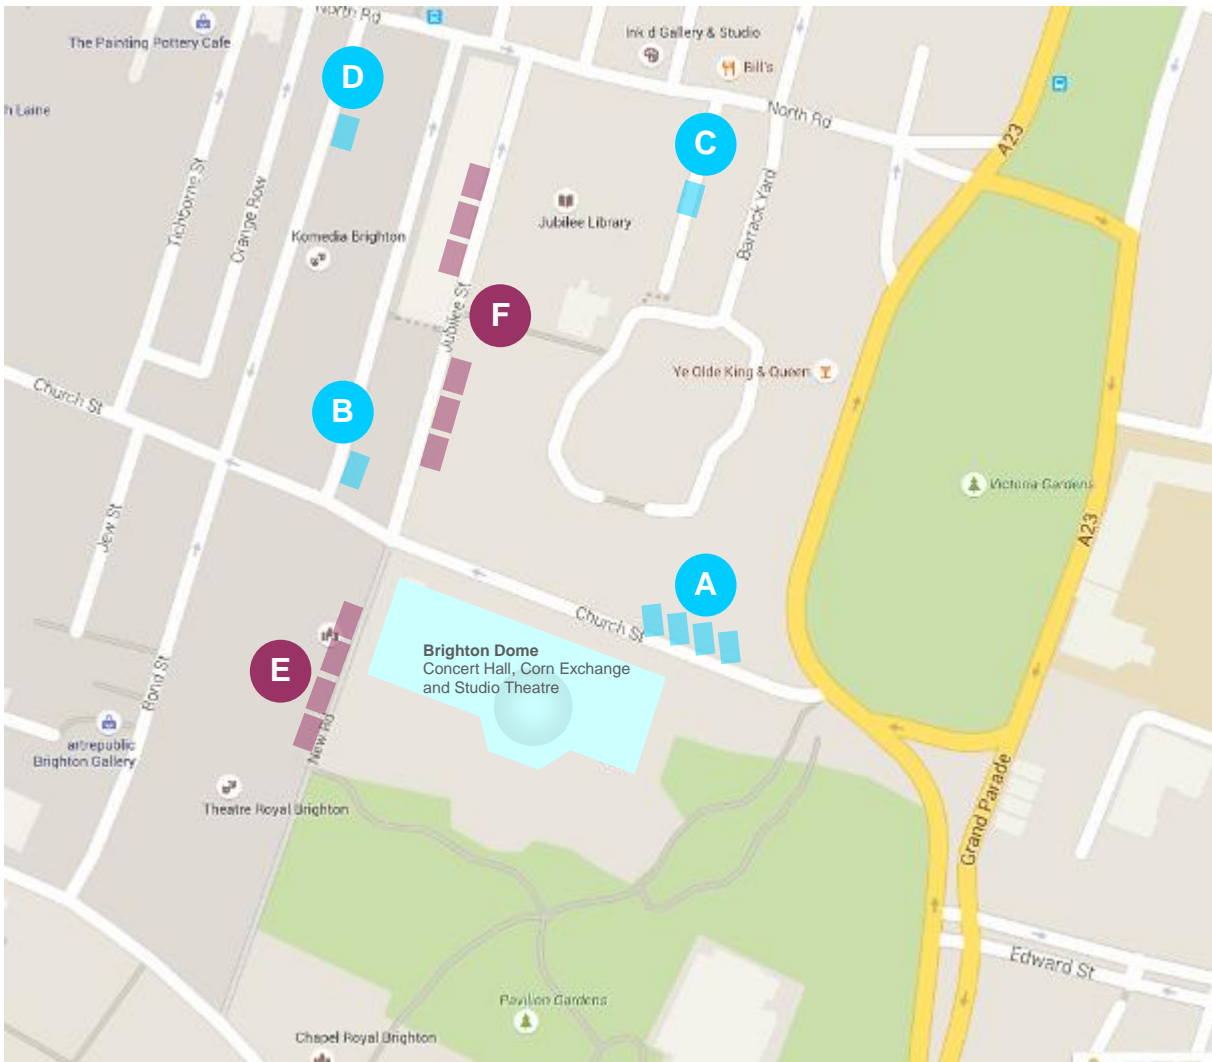 North Rd
The Painting Pottery Cafe
Ink d Gallery & Studio
Bill's
D
h Laine
North Rd
A23
C
Tichborne St
Orange Row
Jubilee Library
Barrack Yard
Komedia Brighton
Jubilee St
F
Ye Olde King & Queen
Church St
B
Victoria Gardens
Jew St
A23
A
Church St
Brighton Dome
Concert Hall, Corn Exchange
and Studio Theatre
E
Bond St
New Rd
artrepublic
Brighton Gallery
Theatre Royal Brighton
Grand Parade
Edward St
Pavilion Gardens
Chapel Royal Brighton